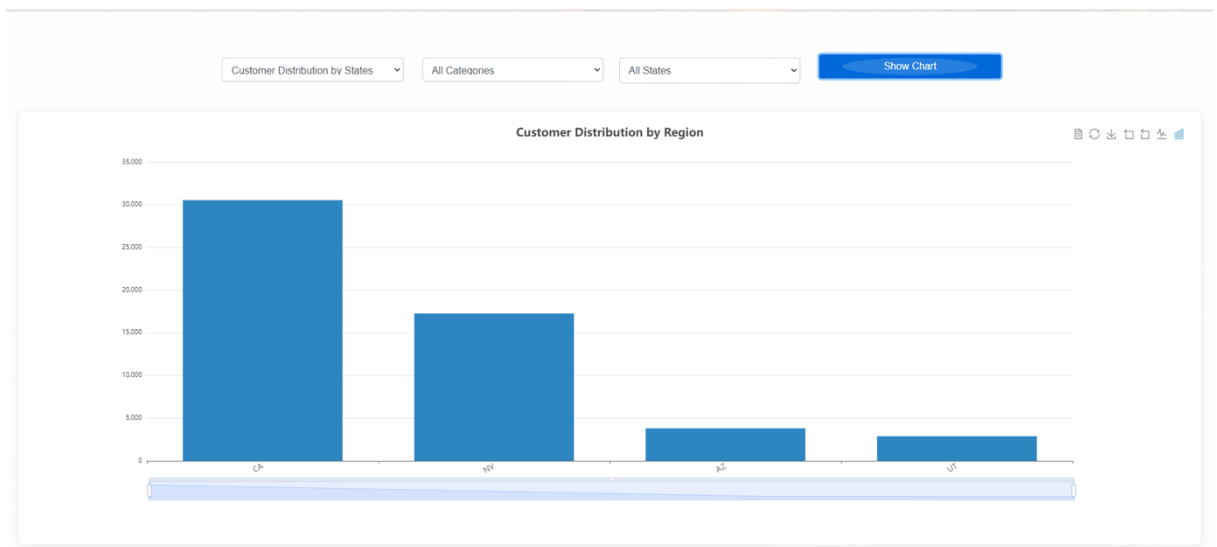 Customer Distribution by States All Categories All States Show Chart
Customer Distribution by Region
35,000
30,000
25,000
20,000
15,000
10,000
5,000
0
CA NV AZ UT